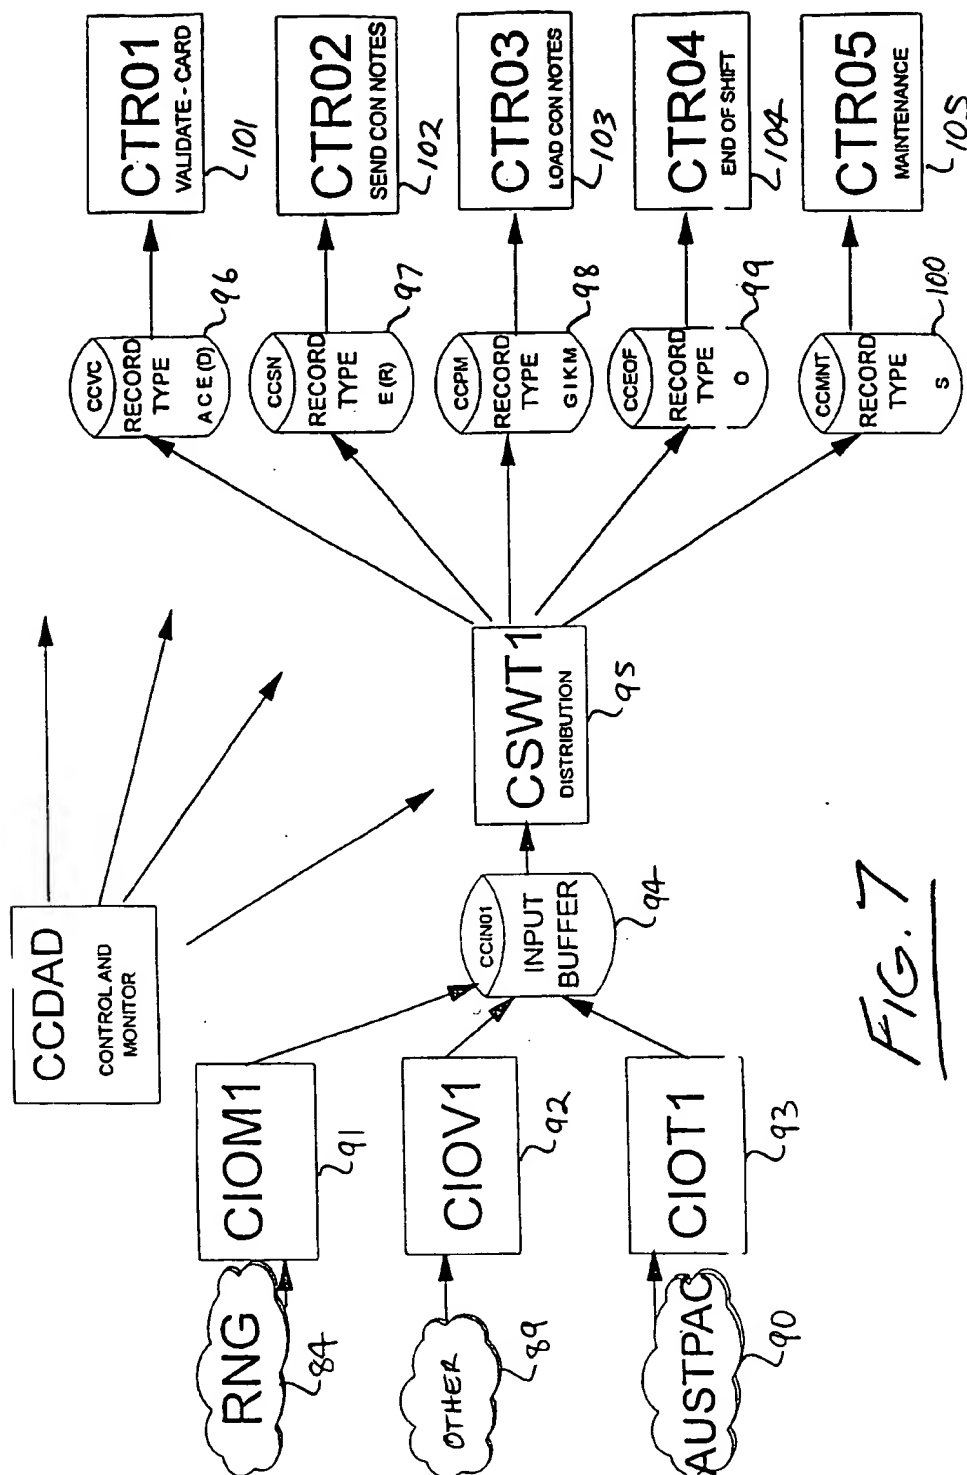 CCDAD
CONTROL AND
MONITOR
RNG
84
OTHER
89
AUSTPAC
90
CIOM1
91
CIOV1
92
CIOT1
93
CCIN01
INPUT
BUFFER
94
CSWT1
DISTRIBUTION
95
CCVC
RECORD
TYPE
A C E (D)
96
CCSN
RECORD
TYPE
E (R)
97
CCPM
RECORD
TYPE
G I K M
98
CCEOF
RECORD
TYPE
O
99
CCMNT
RECORD
TYPE
S
100
CTR01
VALIDATE - CARD
101
CTR02
SEND CON NOTES
102
CTR03
LOAD CON NOTES
103
CTR04
END OF SHIFT
104
CTR05
MAINTENANCE
105
FIG. 7